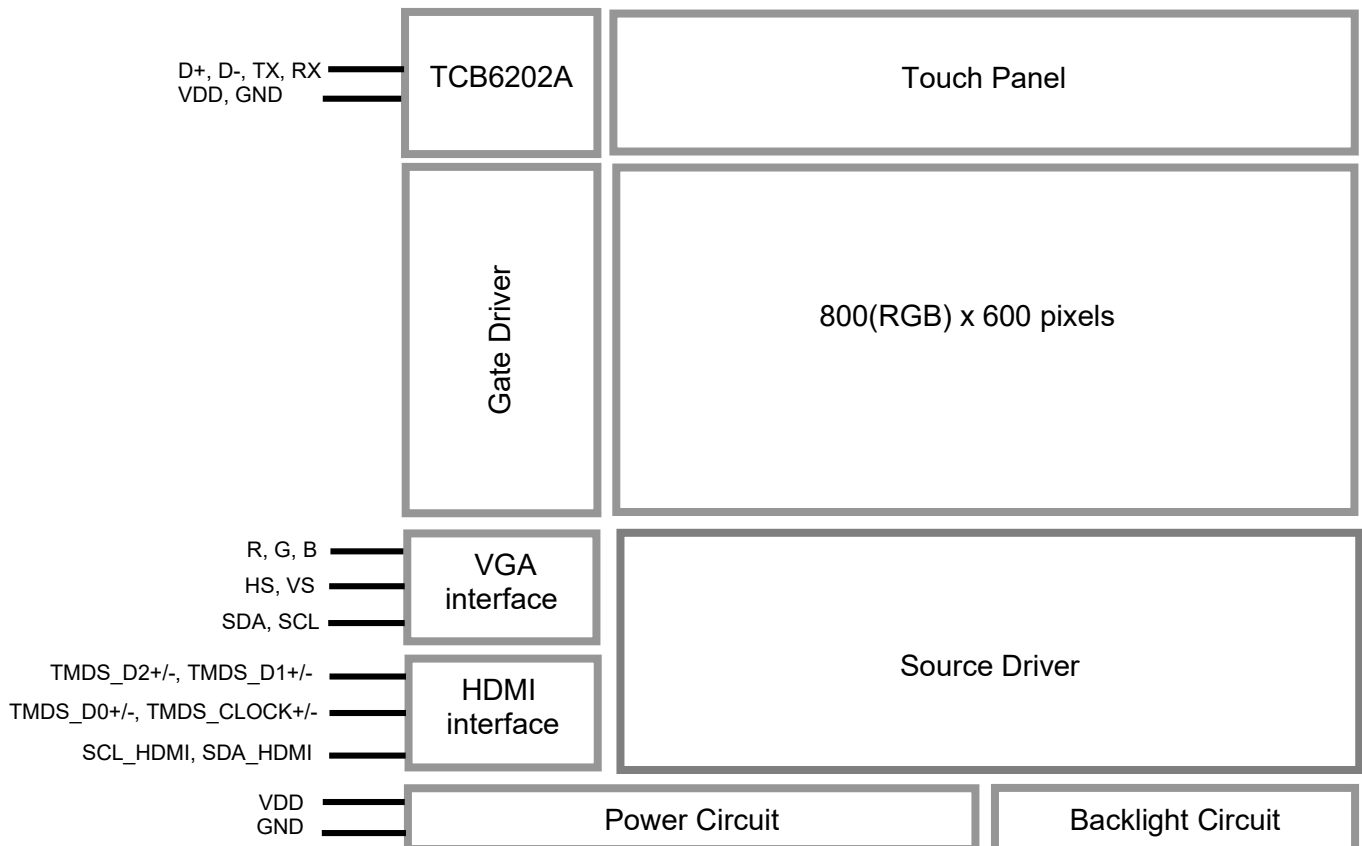 D+, D-, TX, RX
VDD, GND
TCB6202A
Touch Panel
Gate Driver
800(RGB) x 600 pixels
R, G, B
HS, VS
SDA, SCL
VGA
interface
TMDS_D2+/-, TMDS_D1+/-
TMDS_D0+/-, TMDS_CLOCK+/-
SCL_HDMI, SDA_HDMI
HDMI
interface
Source Driver
VDD
GND
Power Circuit
Backlight Circuit